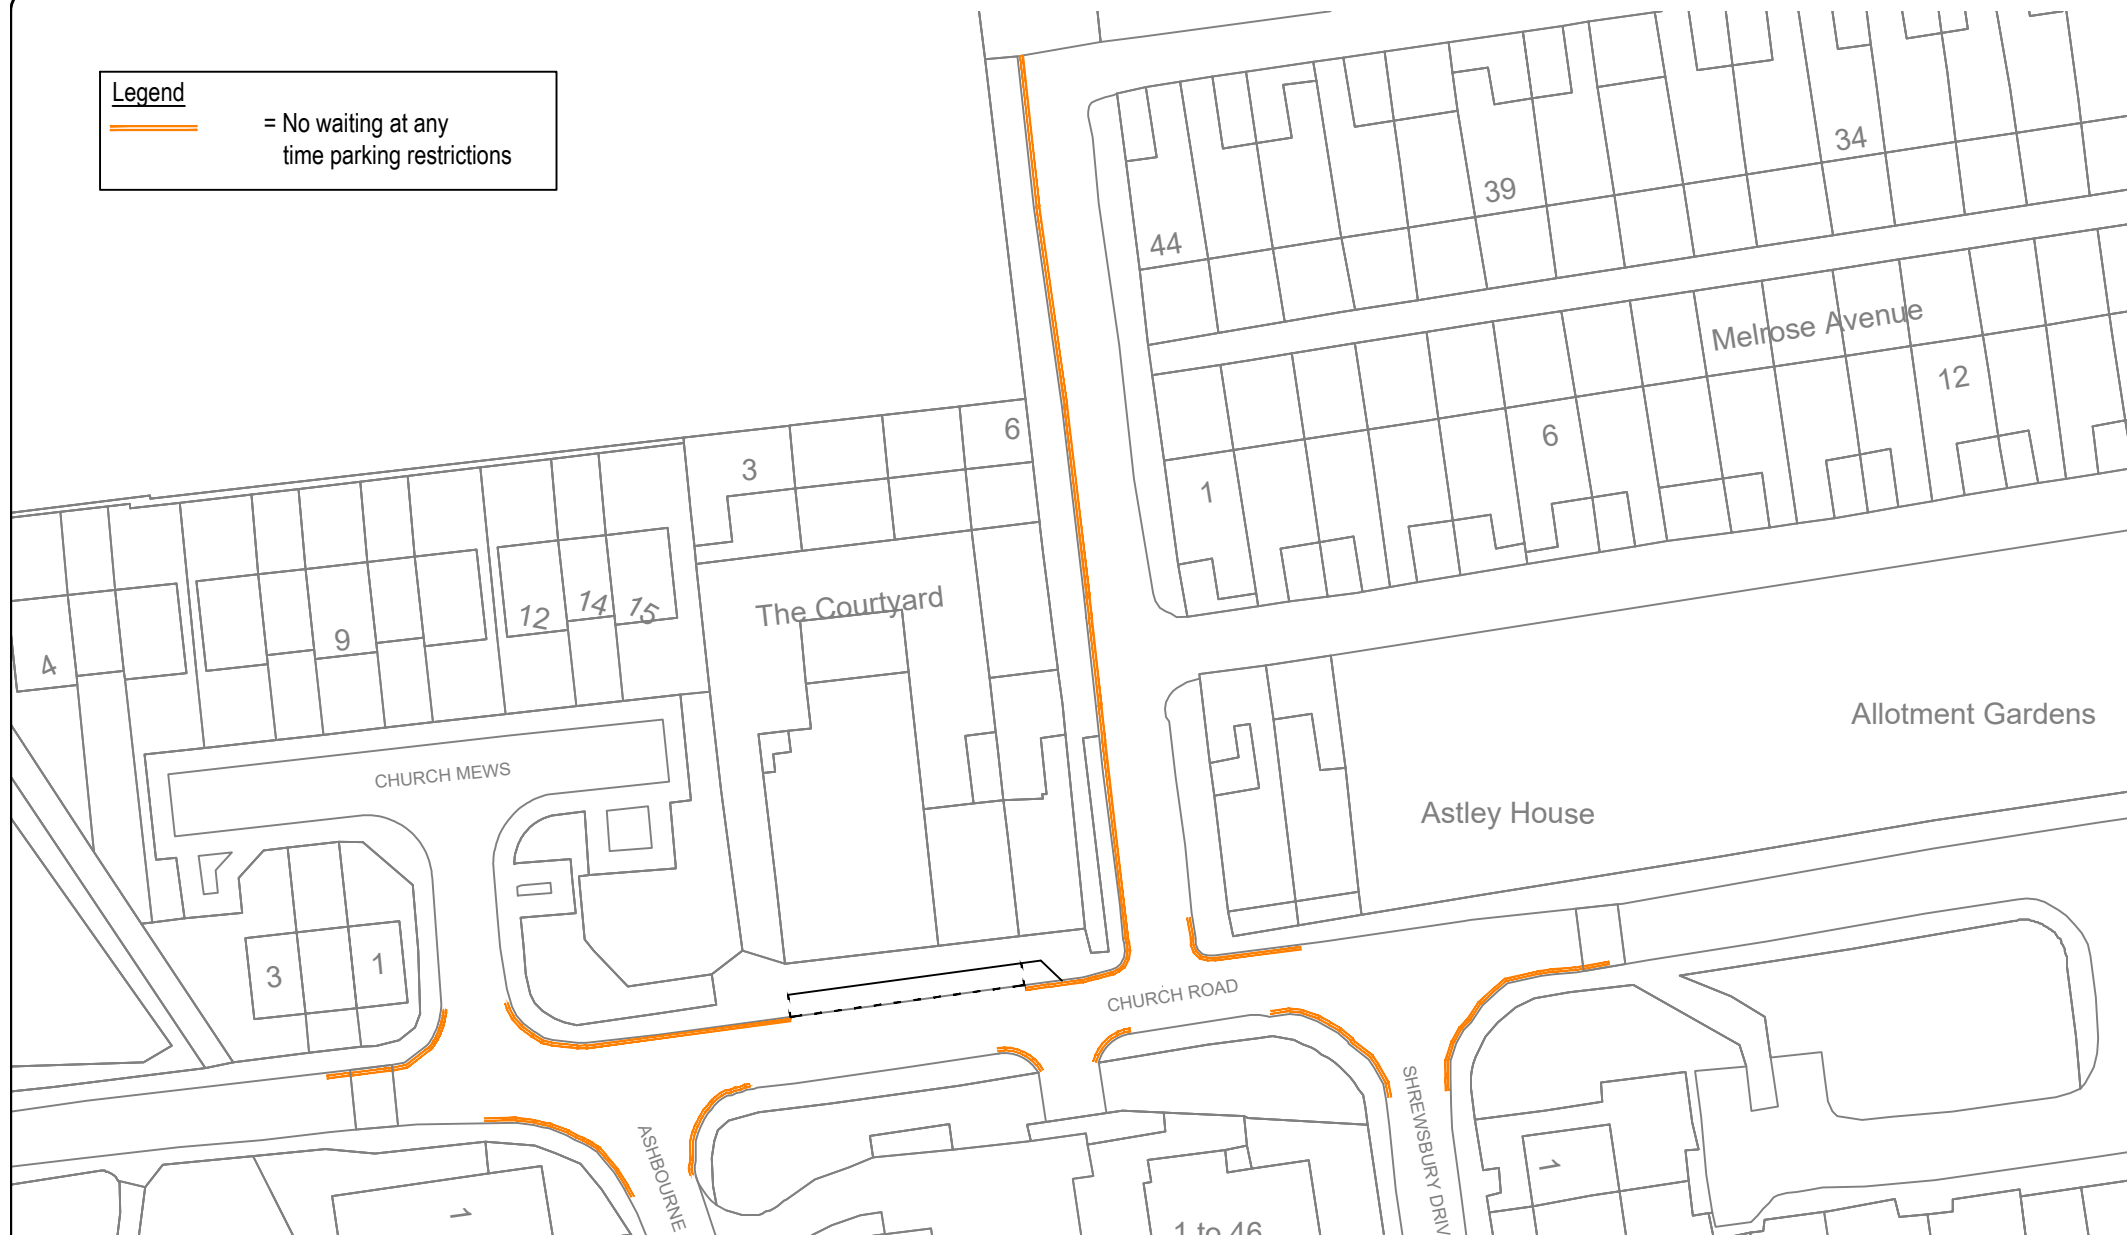 Legend
= No waiting at any
time parking restrictions
34
39
44
Melrose Avenue
12
6
6
3
1
The Courtyard
12
14
15
9
4
Allotment Gardens
CHURCH MEWS
Astley House
3
1
CHURCH ROAD
ASHBOURNE
SHREWSBURY DRIV
1
1
1 to 46